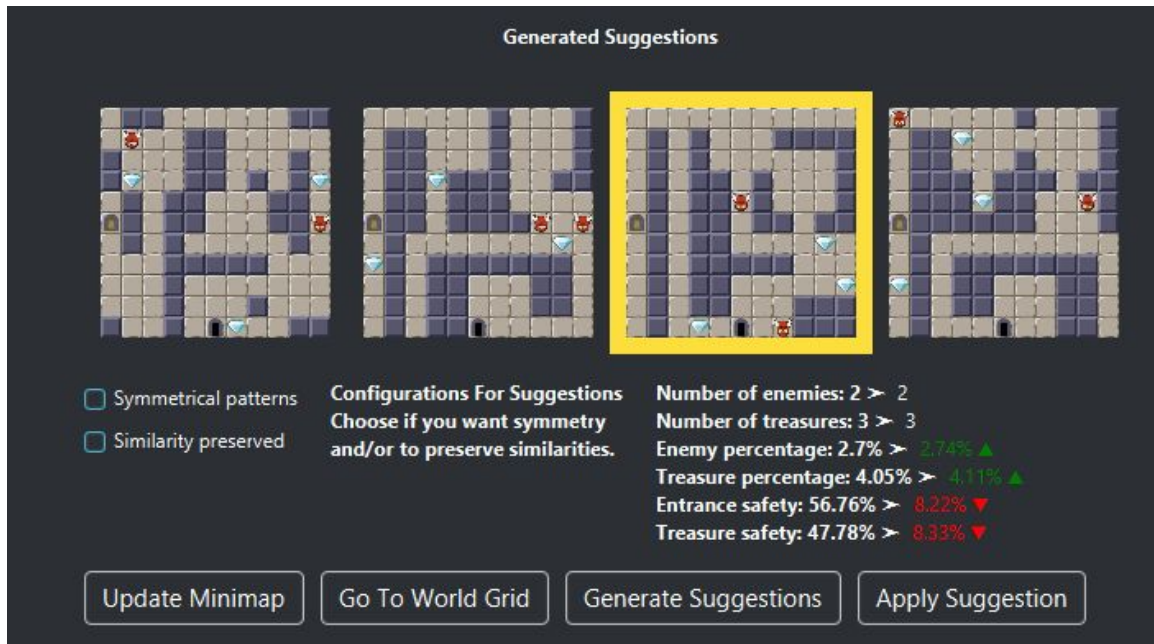 Generated Suggestions
Symmetrical patterns
Similarity preserved
Configurations For Suggestions
Choose if you want symmetry
and/or to preserve similarities.
Number of enemies: 2 ➣ 2
Number of treasures: 3 ➣ 3
Enemy percentage: 2.7% ➣ 2.74% ▲
Treasure percentage: 4.05% ➣ 4.11% ▲
Entrance safety: 56.76% ➣ 8.22% ▼
Treasure safety: 47.78% ➣ 8.33% ▼
Update Minimap
Go To World Grid
Generate Suggestions
Apply Suggestion